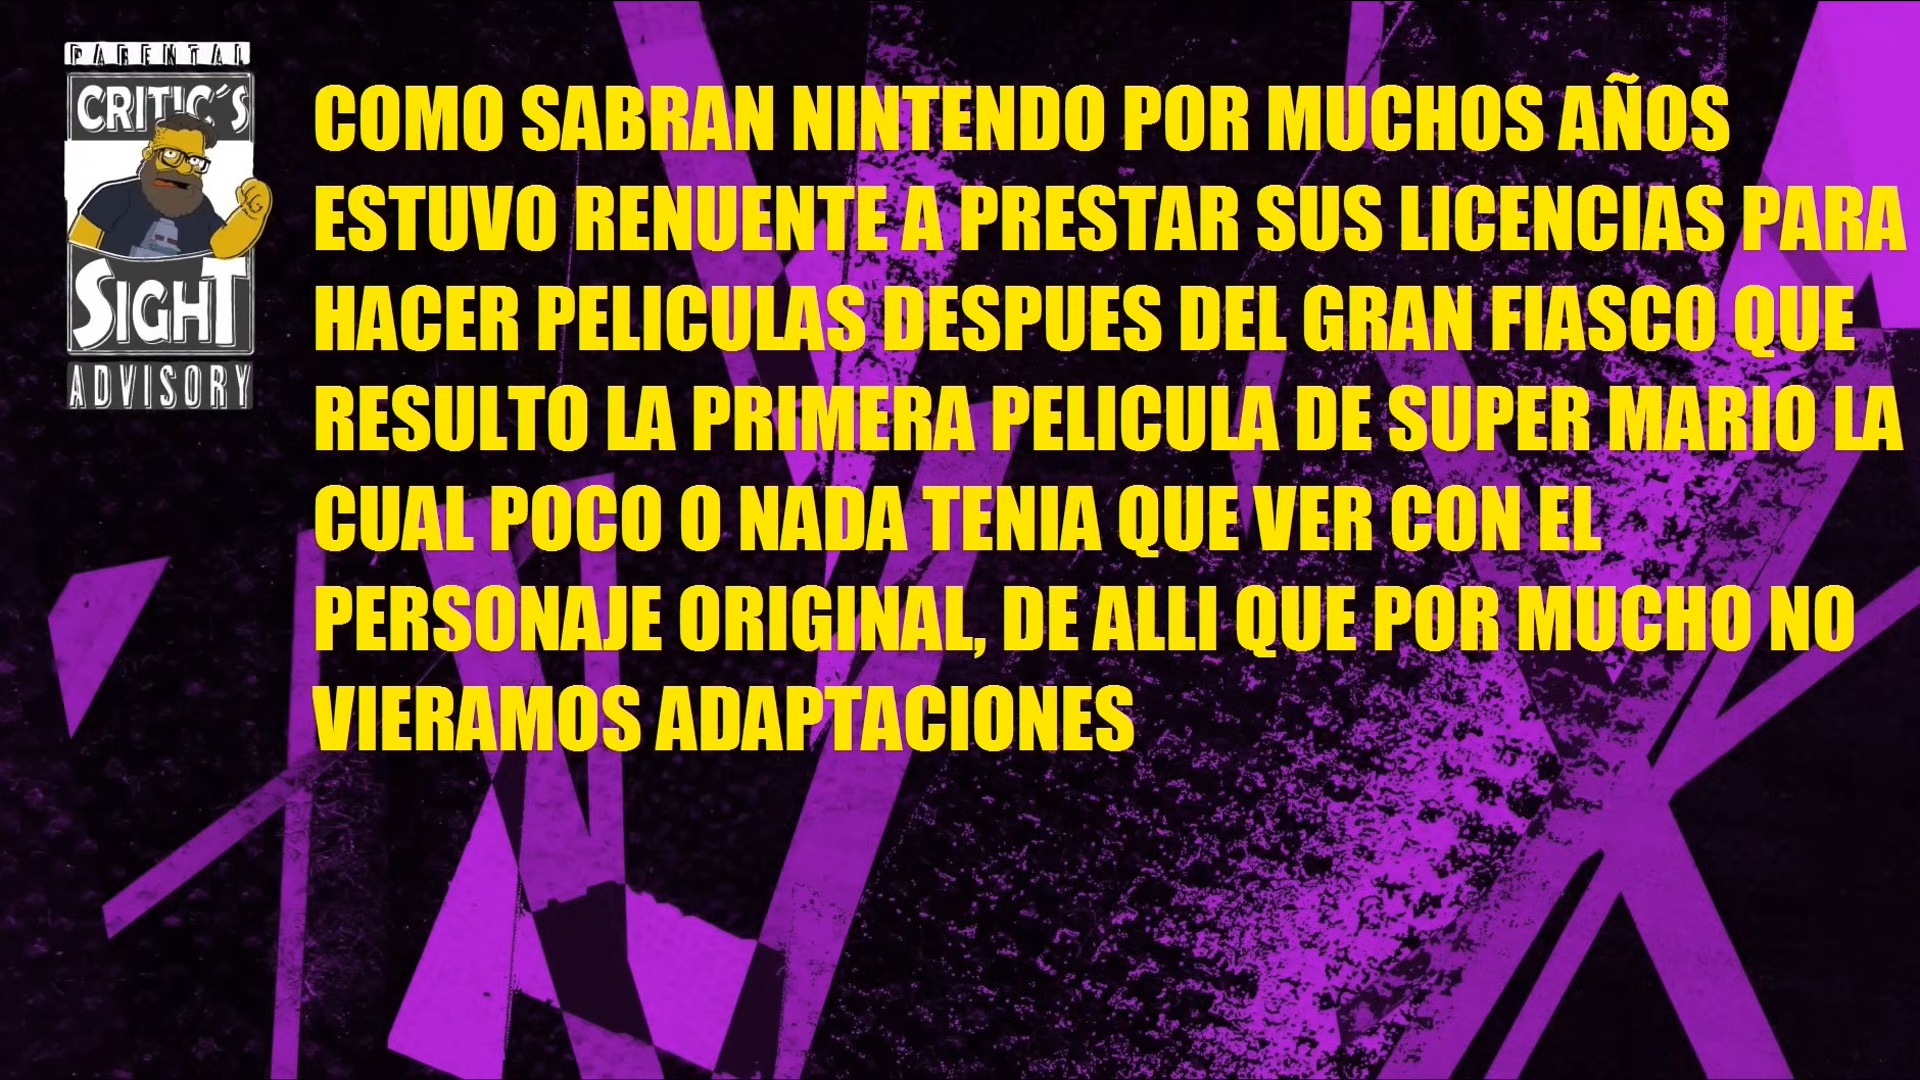 PARENTAL
CRITIC´S
SIGHT
ADVISORY
COMO SABRAN NINTENDO POR MUCHOS AÑOS
ESTUVO RENUENTE A PRESTAR SUS LICENCIAS PARA
HACER PELICULAS DESPUES DEL GRAN FIASCO QUE
RESULTO LA PRIMERA PELICULA DE SUPER MARIO LA
CUAL POCO O NADA TENIA QUE VER CON EL
PERSONAJE ORIGINAL, DE ALLI QUE POR MUCHO NO
VIERAMOS ADAPTACIONES